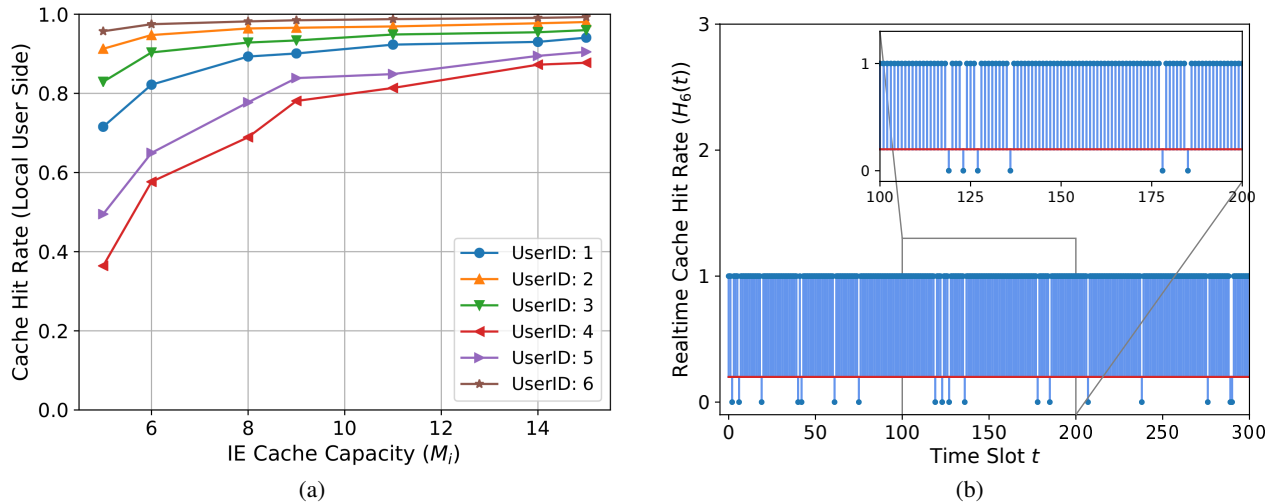 1.0
0.8
0.6
0.4
0.2
0.0
Cache Hit Rate (Local User Side)
6 8 10 12 14
IE Cache Capacity (M_i)
UserID: 1
UserID: 2
UserID: 3
UserID: 4
UserID: 5
UserID: 6
(a)
3
2
1
0
Realtime Cache Hit Rate (H_6(t))
1
0
100 125 150 175 200
0 50 100 150 200 250 300
Time Slot t
(b)